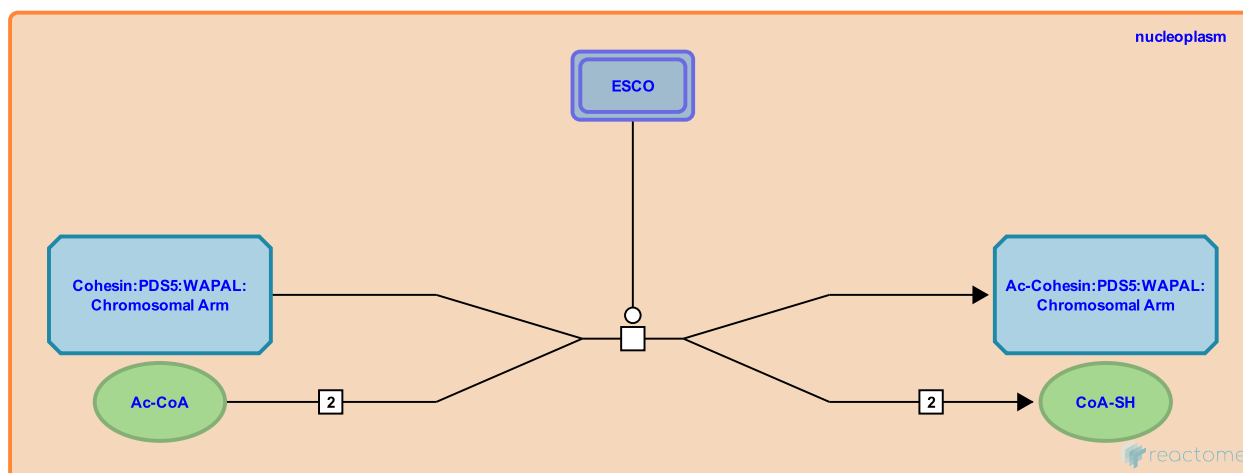 nucleoplasm
ESCO
Cohesin:PDS5:WAPAL:
Chromosomal Arm
Ac-Cohesin:PDS5:WAPAL:
Chromosomal Arm
Ac-CoA
2
2
CoA-SH
reactome